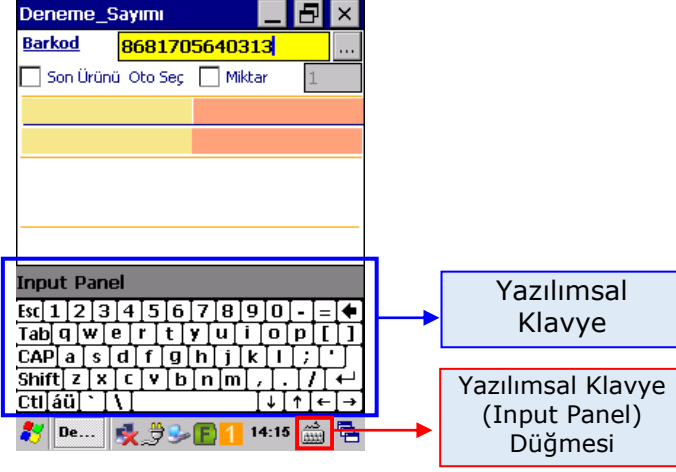 Deneme_Sayımı
Barkod 8681705640313 ...
Son Ürünü Oto Seç Miktar 1
Input Panel
Esc 1 2 3 4 5 6 7 8 9 0 - = 🡄
Tab q w e r t y u i o p [ ]
CAP a s d f g h j k l ; '
Shift z x c v b n m , . / ↵
Ctl áü ` \ ↓ ↑ ← →
De... F 1 14:15
Yazılımsal
Klavye
Yazılımsal Klavye
(Input Panel)
Düğmesi